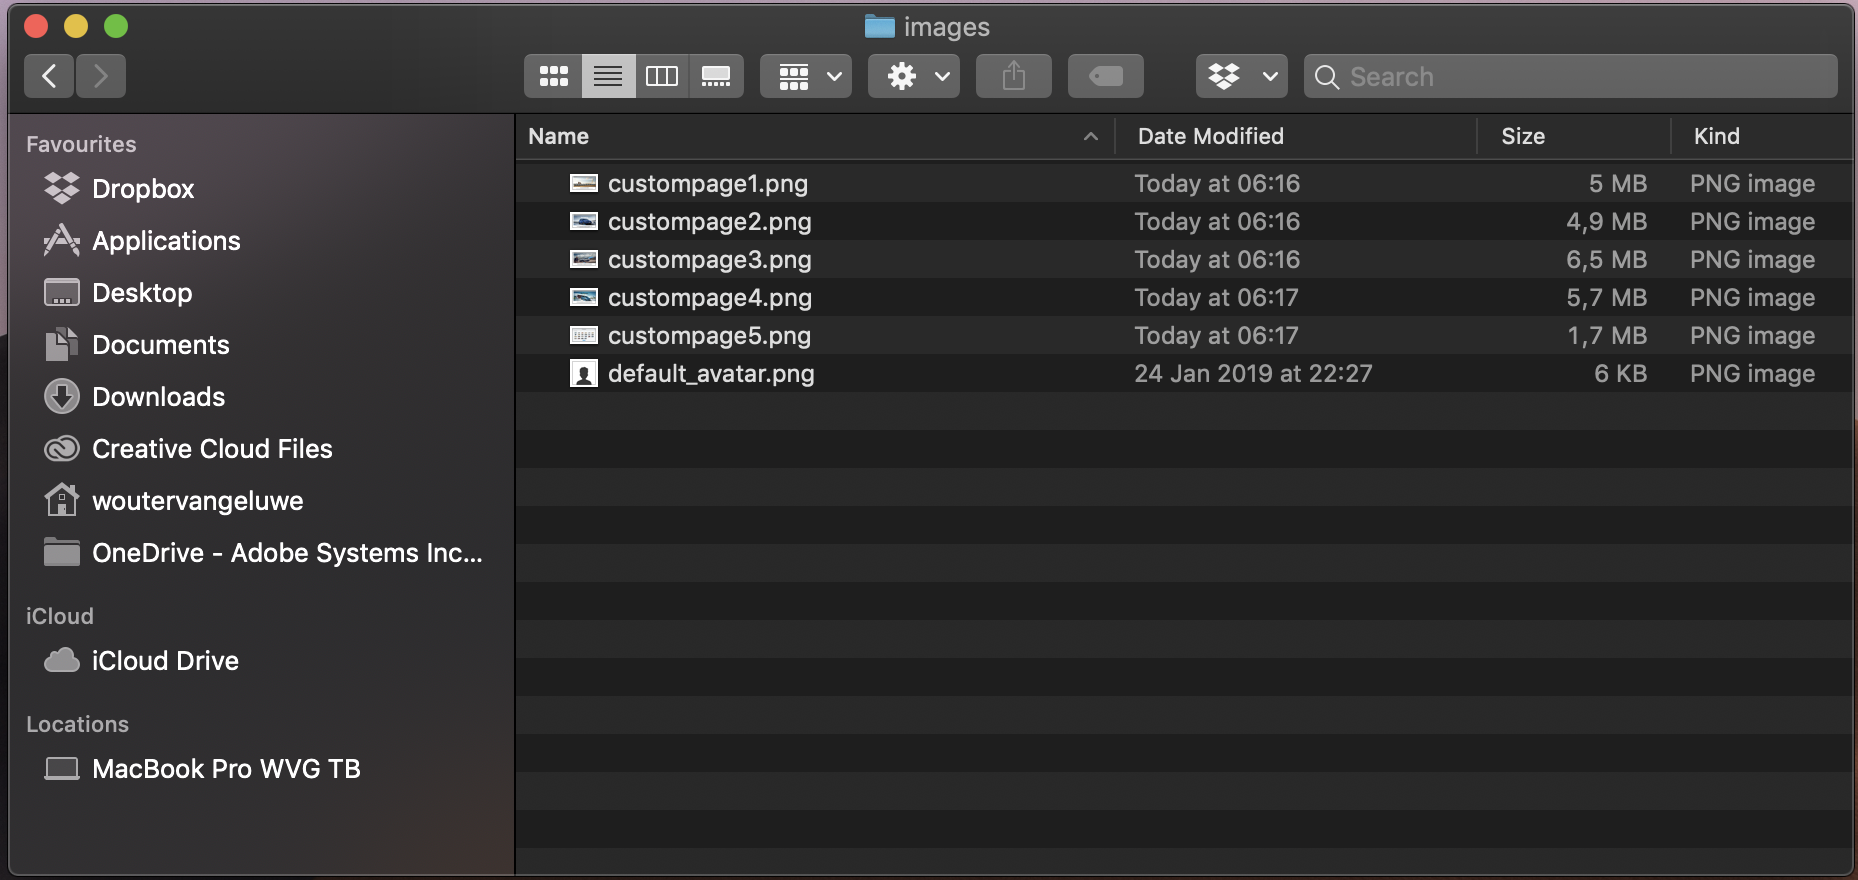 images
Search
Favourites
Dropbox
Applications
Desktop
Documents
Downloads
Creative Cloud Files
woutervangeluwe
OneDrive - Adobe Systems Inc...
iCloud
iCloud Drive
Locations
MacBook Pro WVG TB
Name Date Modified Size Kind
custompage1.png Today at 06:16 5 MB PNG image
custompage2.png Today at 06:16 4,9 MB PNG image
custompage3.png Today at 06:16 6,5 MB PNG image
custompage4.png Today at 06:17 5,7 MB PNG image
custompage5.png Today at 06:17 1,7 MB PNG image
default_avatar.png 24 Jan 2019 at 22:27 6 KB PNG image